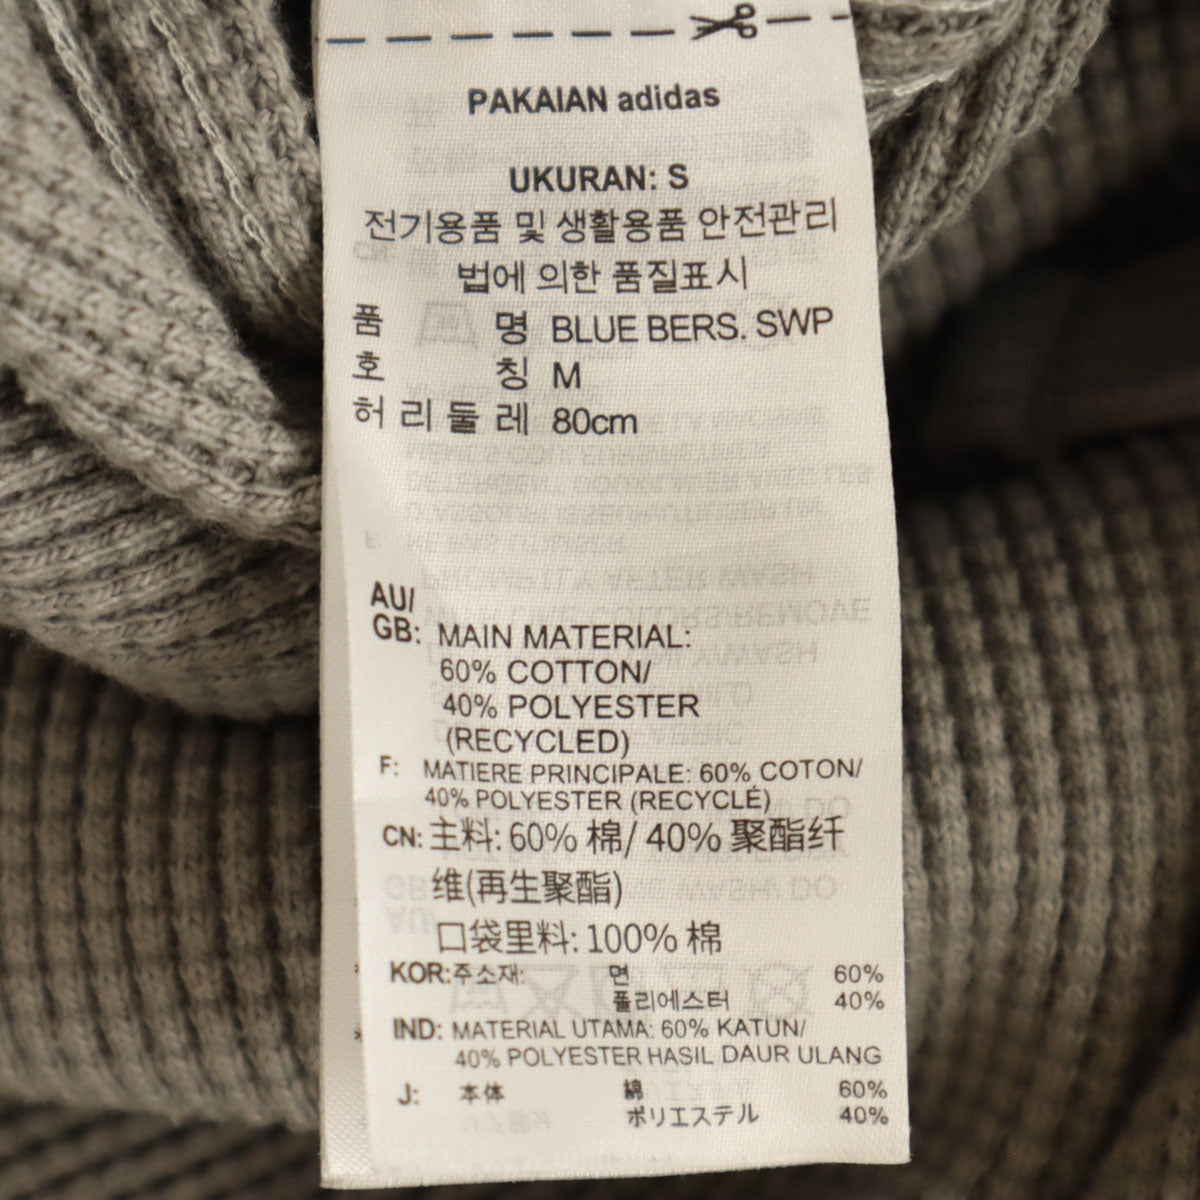 PAKAIAN adidas
UKURAN: S
전기용품 및 생활용품 안전관리
법에 의한 품질표시
품 명 BLUE BERS. SWP
호 칭 M
허리둘레 80cm
AU/
GB: MAIN MATERIAL:
60% COTTON/
40% POLYESTER
(RECYCLED)
F: MATIERE PRINCIPALE: 60% COTON/
40% POLYESTER (RECYCLÉ)
CN: 主料: 60% 棉/ 40% 聚酯纤
维(再生聚酯)
口袋里料: 100% 棉
KOR: 주소재: 면 60%
폴리에스터 40%
IND: MATERIAL UTAMA: 60% KATUN/
40% POLYESTER HASIL DAUR ULANG
J: 本体 綿 60%
ポリエステル 40%